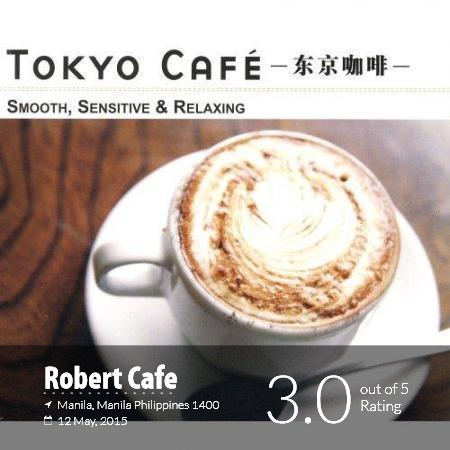 TOKYO CAFÉ —东京咖啡—
SMOOTH, SENSITIVE & RELAXING
Robert Cafe
Manila, Manila Philippines 1400
12 May, 2015
3.0 out of 5
Rating